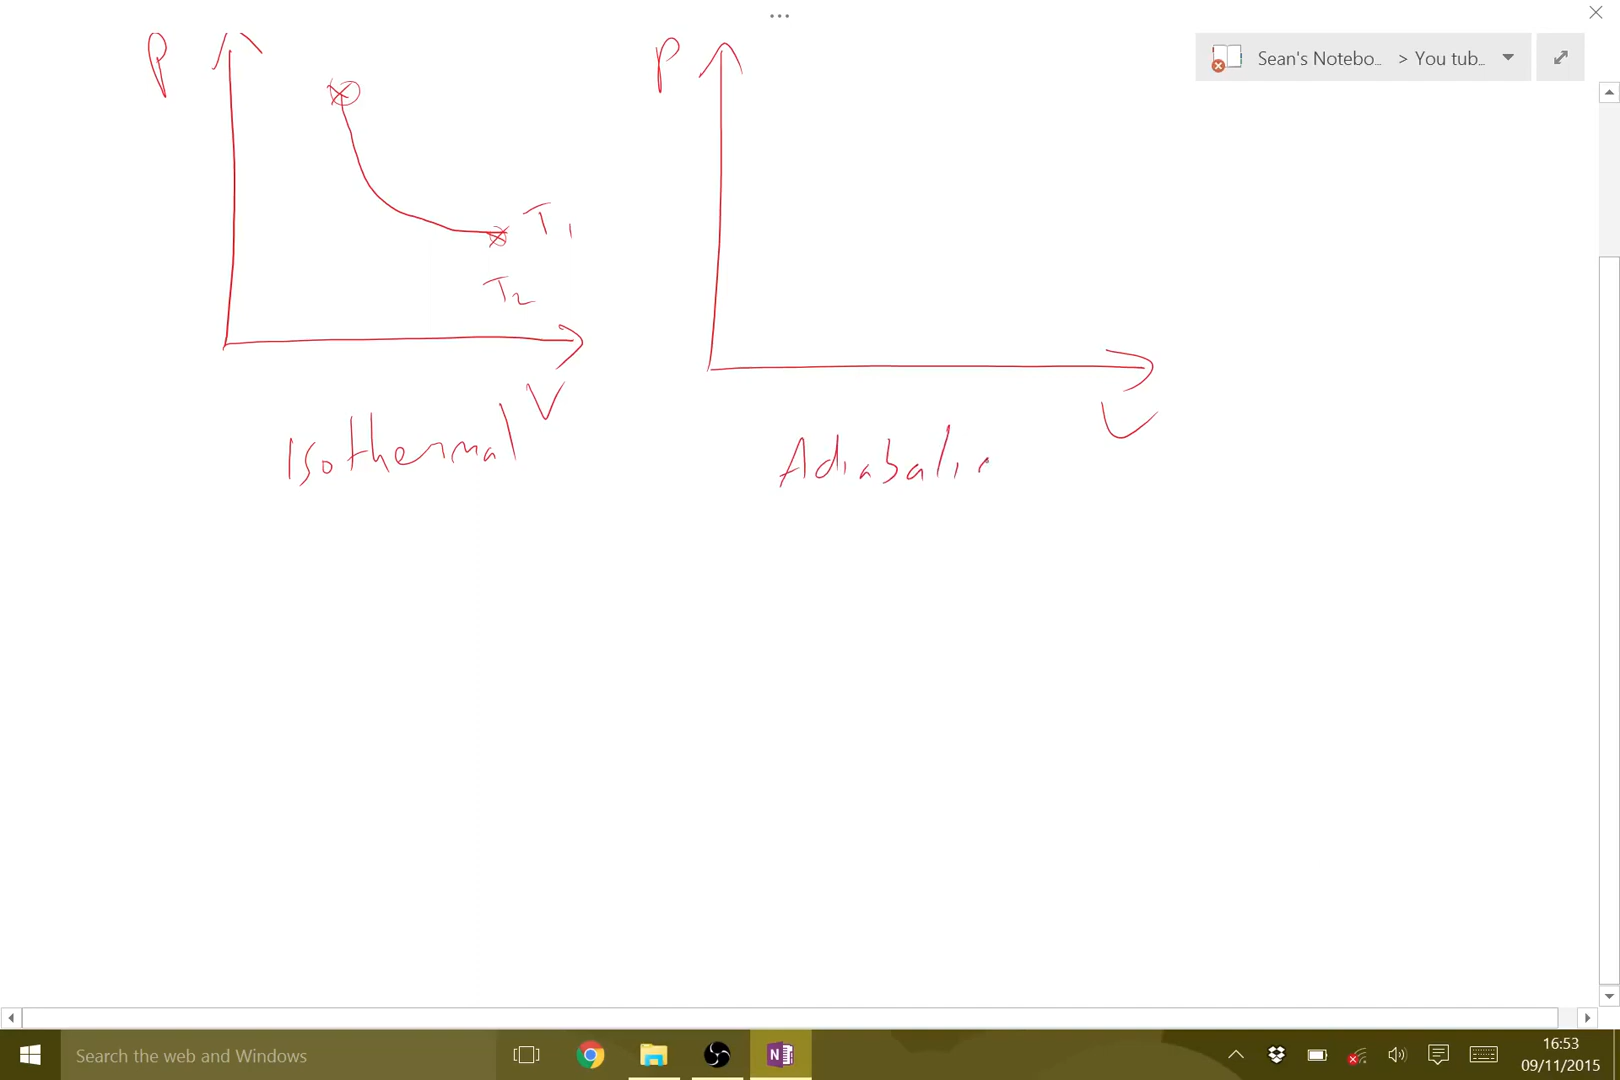 ...
Sean's Notebo... > You tub...
P
P
T1
T2
V
V
Isothermal
Adiabatic
Search the web and Windows
16:53
09/11/2015